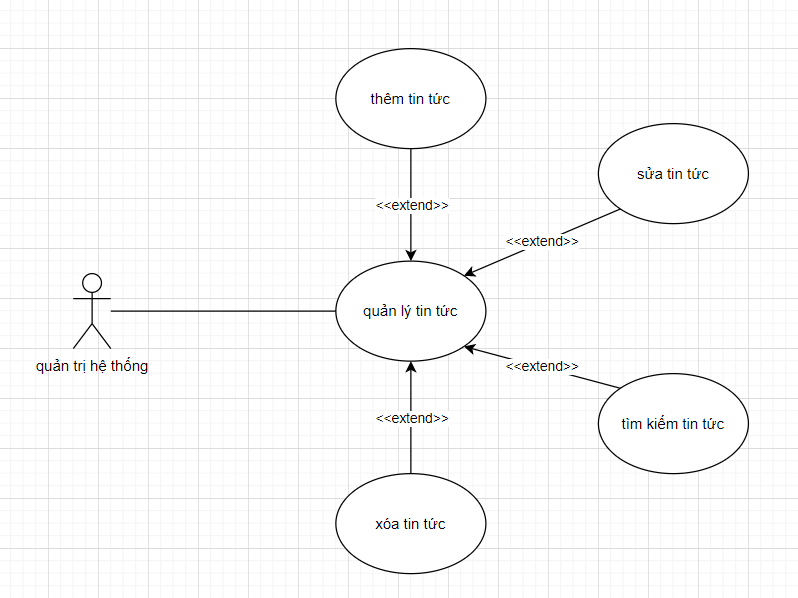 thêm tin tức
sửa tin tức
<<extend>>
<<extend>>
quản lý tin tức
quản trị hệ thống
<<extend>>
<<extend>>
tìm kiếm tin tức
xóa tin tức